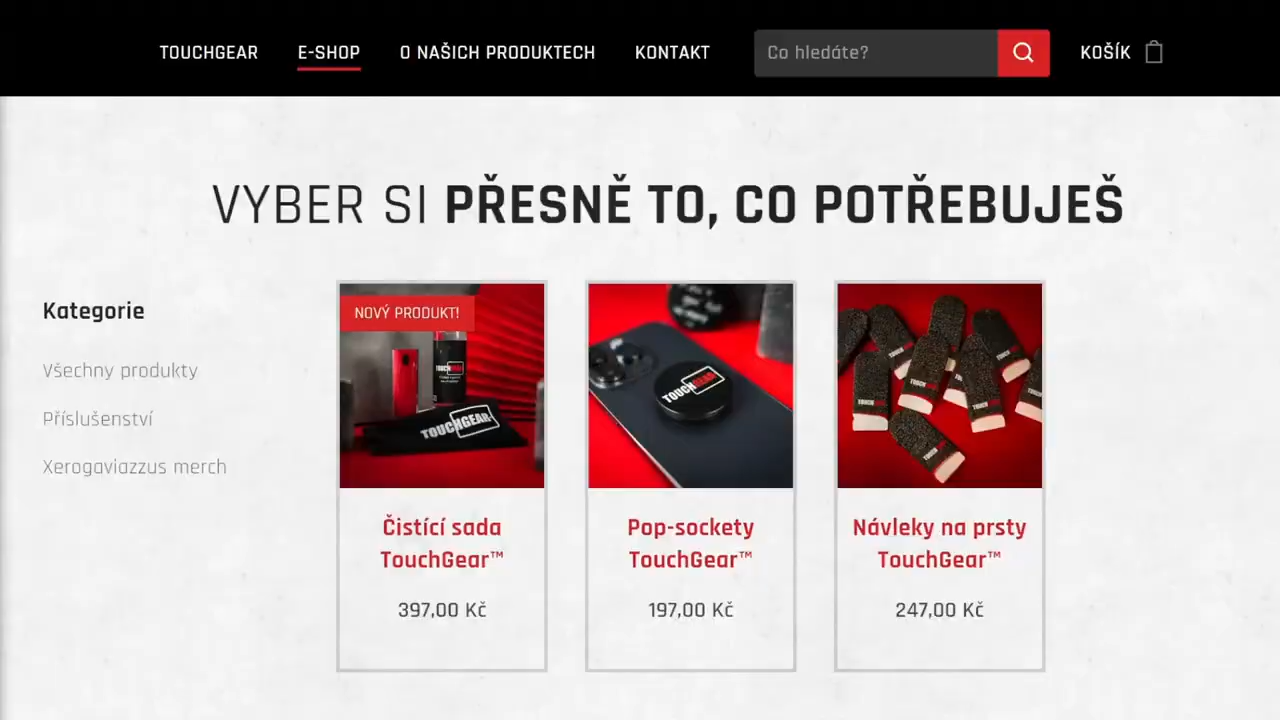 TOUCHGEAR E-SHOP O NAŠICH PRODUKTECH KONTAKT Co hledáte? KOŠÍK
VYBER SI PŘESNĚ TO, CO POTŘEBUJEŠ
Kategorie
Všechny produkty
Příslušenství
Xerogaviazzus merch
NOVÝ PRODUKT!
TOUCHGEAR
Čistící sada
TouchGear™
397,00 Kč
TOUCHGEAR
Pop-sockety
TouchGear™
197,00 Kč
Návleky na prsty
TouchGear™
247,00 Kč